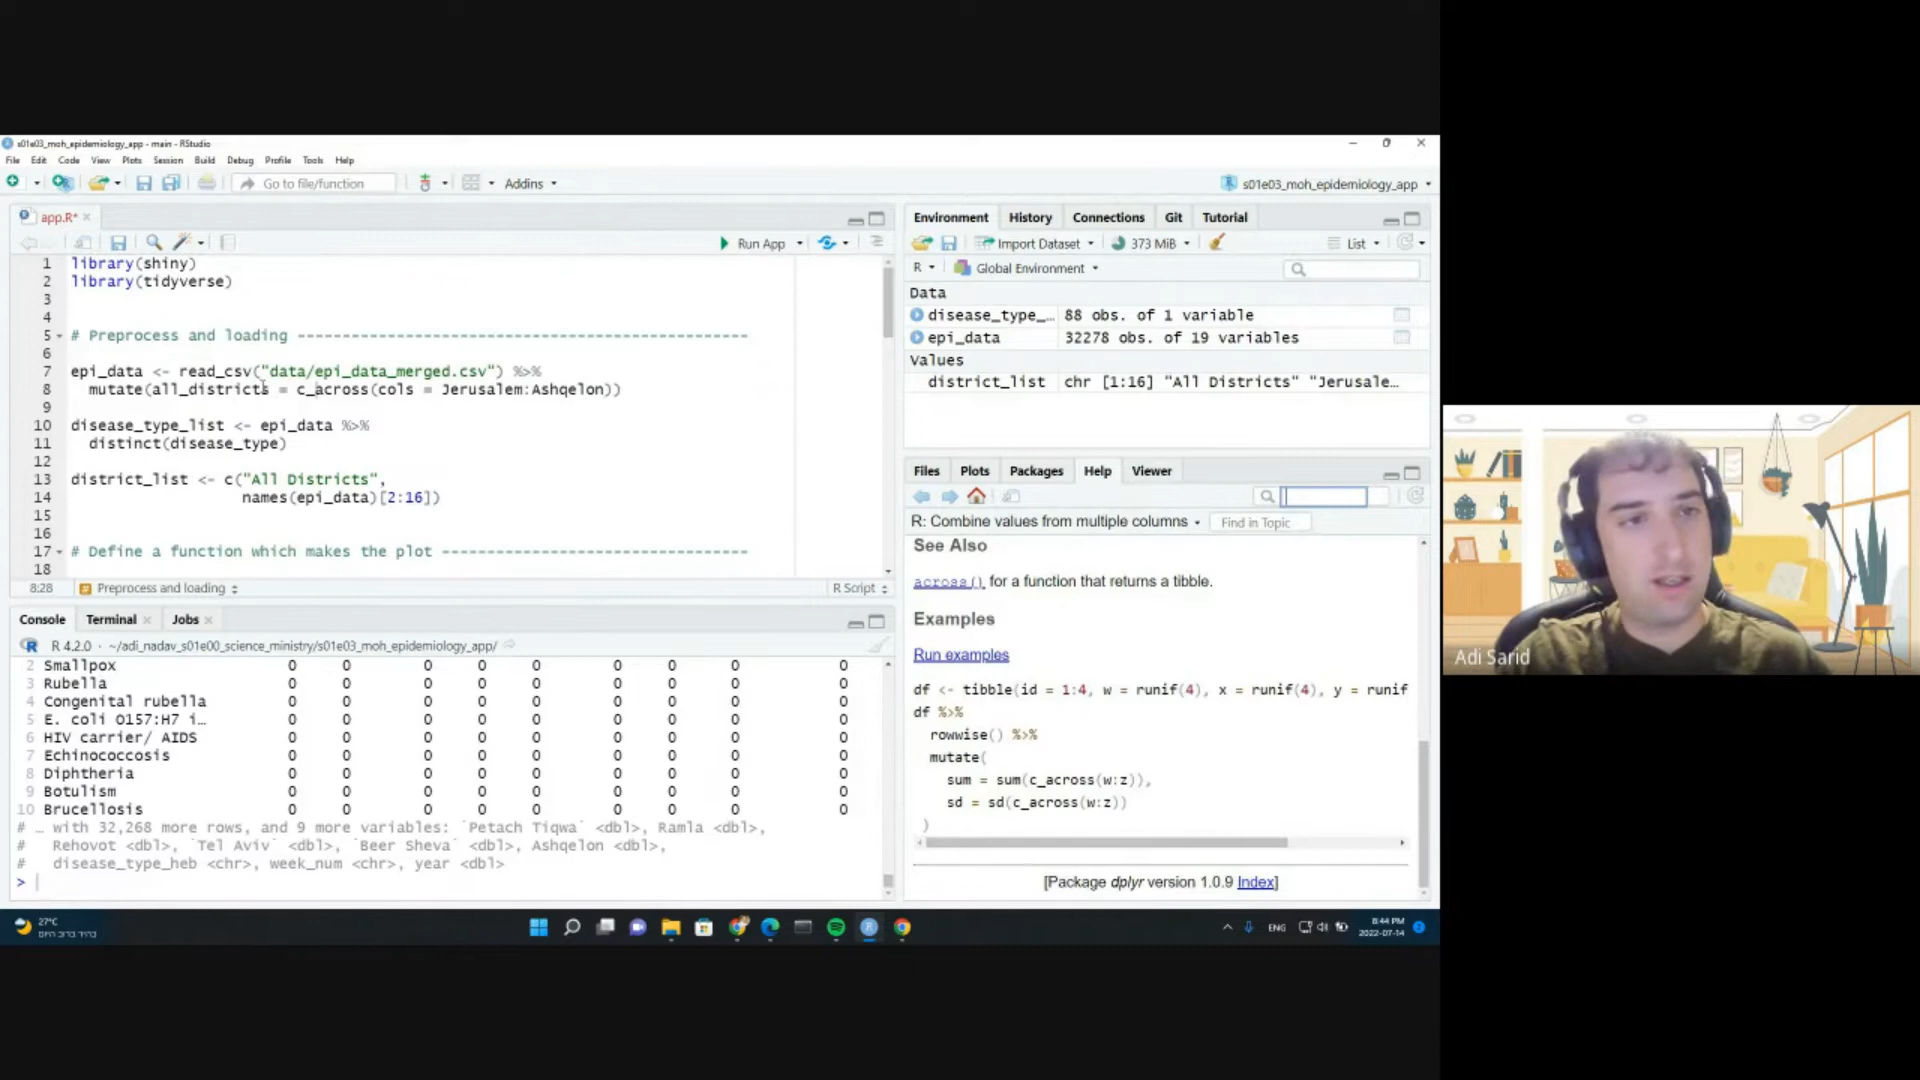 s01e03_moh_epidemiology_app - main - RStudio
File Edit Code View Plots Session Build Debug Profile Tools Help
Go to file/function
Addins
s01e03_moh_epidemiology_app
app.R*
Run App
1 library(shiny)
2 library(tidyverse)
3
4
5 # Preprocess and loading --------------------------------------------------
6
7 epi_data <- read_csv("data/epi_data_merged.csv") %>%
8 mutate(all_districts = c_across(cols = Jerusalem:Ashqelon))
9
10 disease_type_list <- epi_data %>%
11 distinct(disease_type)
12
13 district_list <- c("All Districts",
14 names(epi_data)[2:16])
15
16
17 # Define a function which makes the plot ----------------------------------
18
8:28 Preprocess and loading R Script
Console Terminal Jobs
R 4.2.0 · ~/adi_nadav_s01e00_science_ministry/s01e03_moh_epidemiology_app/
2 Smallpox 0 0 0 0 0 0 0 0 0
3 Rubella 0 0 0 0 0 0 0 0 0
4 Congenital rubella 0 0 0 0 0 0 0 0 0
5 E. coli O157:H7 i… 0 0 0 0 0 0 0 0 0
6 HIV carrier/ AIDS 0 0 0 0 0 0 0 0 0
7 Echinococcosis 0 0 0 0 0 0 0 0 0
8 Diphtheria 0 0 0 0 0 0 0 0 0
9 Botulism 0 0 0 0 0 0 0 0 0
10 Brucellosis 0 0 0 0 0 0 0 0 0
# … with 32,268 more rows, and 9 more variables: `Petach Tiqwa` <dbl>, Ramla <dbl>,
# Rehovot <dbl>, `Tel Aviv` <dbl>, `Beer Sheva` <dbl>, Ashqelon <dbl>,
# disease_type_heb <chr>, week_num <chr>, year <dbl>
>
Environment History Connections Git Tutorial
Import Dataset 373 MiB List
R Global Environment
Data
disease_type_… 88 obs. of 1 variable
epi_data 32278 obs. of 19 variables
Values
district_list chr [1:16] "All Districts" "Jerusale…
Files Plots Packages Help Viewer
R: Combine values from multiple columns Find in Topic
See Also
across() for a function that returns a tibble.
Examples
Run examples
df <- tibble(id = 1:4, w = runif(4), x = runif(4), y = runif
df %>%
rowwise() %>%
mutate(
sum = sum(c_across(w:z)),
sd = sd(c_across(w:z))
)
[Package dplyr version 1.0.9 Index]
Adi Sarid
27°C
ENG
8:44 PM
2022-07-14